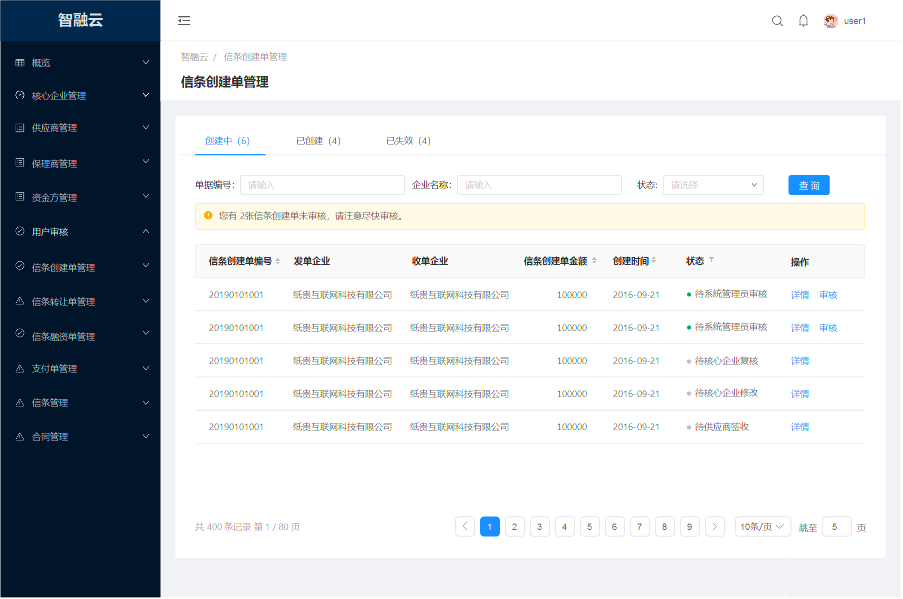 智融云
user1
概览
核心企业管理
供应商管理
保理商管理
资金方管理
用户审核
信条创建单管理
信条转让单管理
信条融资单管理
支付单管理
信条管理
合同管理
智融云 / 信条创建单管理
信条创建单管理
创建中（6） 已创建（4） 已失效（4）
单据编号: 请输入 企业名称: 请输入 状态: 请选择 查 询
您有 2张信条创建单未审核，请注意尽快审核。
信条创建单编号 发单企业 收单企业 信条创建单金额 创建时间 状态 操作
20190101001 纸贵互联网科技有限公司 纸贵互联网科技有限公司 100000 2016-09-21 待系统管理员审核 详情 审核
20190101001 纸贵互联网科技有限公司 纸贵互联网科技有限公司 100000 2016-09-21 待系统管理员审核 详情 审核
20190101001 纸贵互联网科技有限公司 纸贵互联网科技有限公司 100000 2016-09-21 待核心企业复核 详情
20190101001 纸贵互联网科技有限公司 纸贵互联网科技有限公司 100000 2016-09-21 待核心企业修改 详情
20190101001 纸贵互联网科技有限公司 纸贵互联网科技有限公司 100000 2016-09-21 待供应商签收 详情
共 400 条记录 第 1 / 80 页 1 2 3 4 5 6 7 8 9 10条/页 跳至 5 页